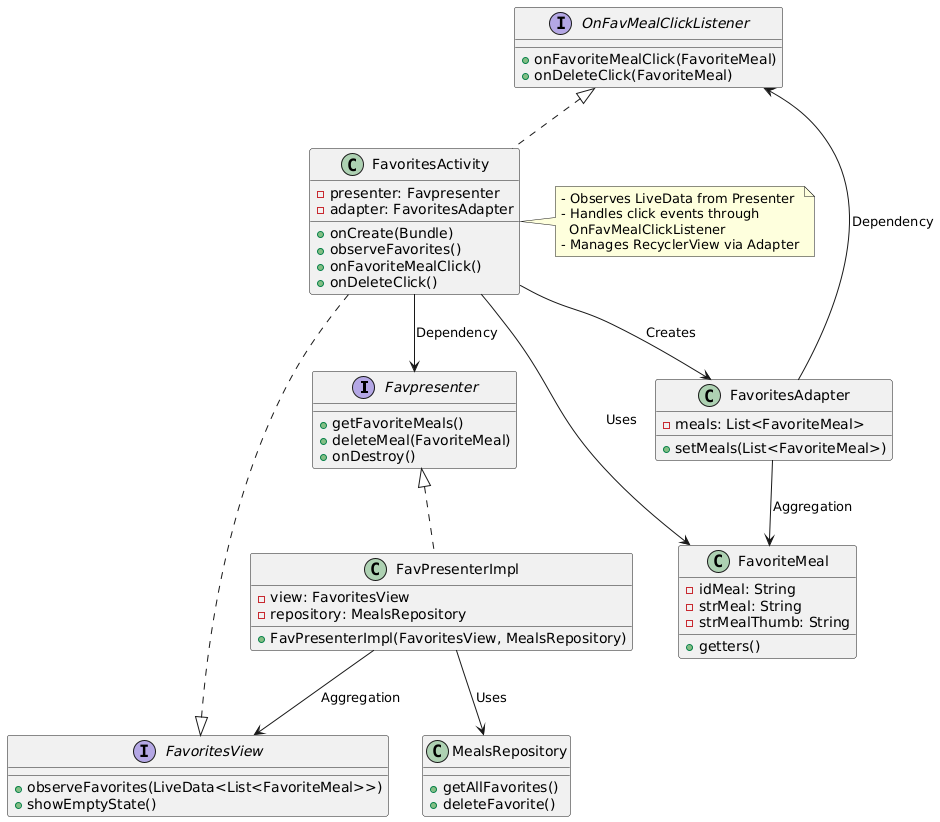 I OnFavMealClickListener
onFavoriteMealClick(FavoriteMeal)
onDeleteClick(FavoriteMeal)
C FavoritesActivity
presenter: Favpresenter
adapter: FavoritesAdapter
onCreate(Bundle)
observeFavorites()
onFavoriteMealClick()
onDeleteClick()
- Observes LiveData from Presenter
- Handles click events through
OnFavMealClickListener
- Manages RecyclerView via Adapter
Dependency
Dependency
Creates
Uses
I Favpresenter
getFavoriteMeals()
deleteMeal(FavoriteMeal)
onDestroy()
C FavoritesAdapter
meals: List<FavoriteMeal>
setMeals(List<FavoriteMeal>)
Aggregation
C FavPresenterImpl
view: FavoritesView
repository: MealsRepository
FavPresenterImpl(FavoritesView, MealsRepository)
C FavoriteMeal
idMeal: String
strMeal: String
strMealThumb: String
getters()
Aggregation
Uses
I FavoritesView
observeFavorites(LiveData<List<FavoriteMeal>>)
showEmptyState()
C MealsRepository
getAllFavorites()
deleteFavorite()